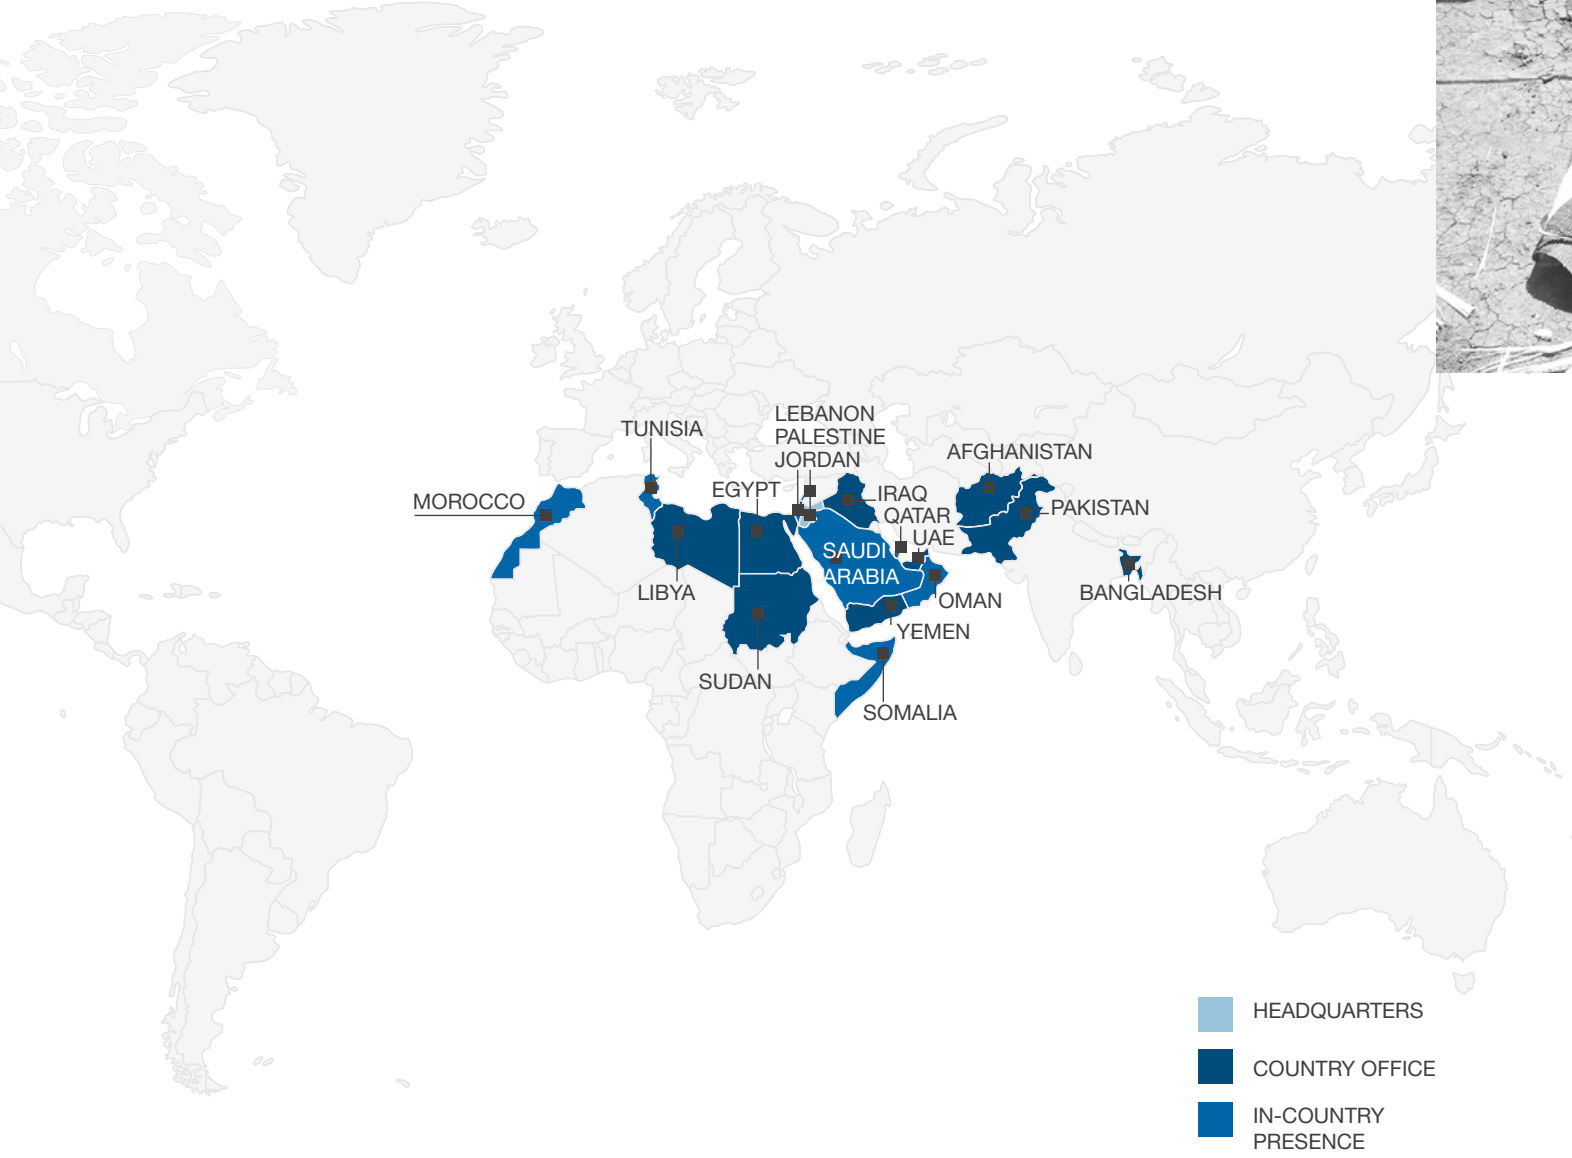 LEBANON
PALESTINE
JORDAN
TUNISIA
AFGHANISTAN
EGYPT
MOROCCO
IRAQ
PAKISTAN
QATAR
UAE
SAUDI
ARABIA
LIBYA
BANGLADESH
OMAN
YEMEN
SUDAN
SOMALIA
HEADQUARTERS
COUNTRY OFFICE
IN-COUNTRY
PRESENCE